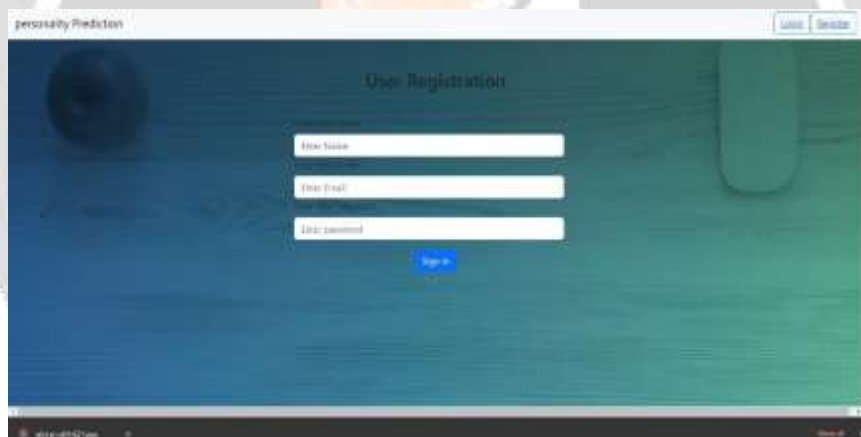 personality Prediction
Login Register
User Registration
Enter Name
Enter Email
Enter password
Sign in